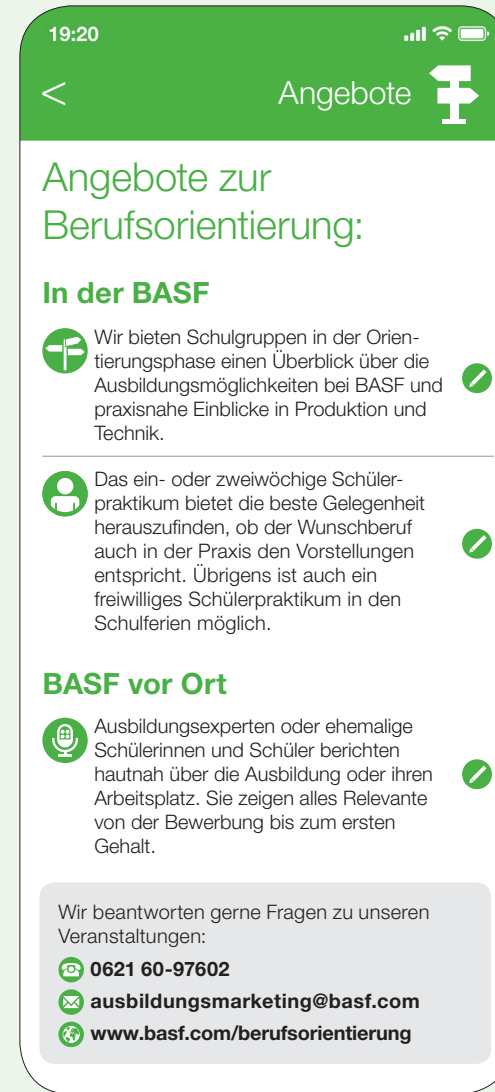 19:20
< Angebote
Angebote zur
Berufsorientierung:
In der BASF
Wir bieten Schulgruppen in der Orien-
tierungsphase einen Überblick über die
Ausbildungsmöglichkeiten bei BASF und
praxisnahe Einblicke in Produktion und
Technik.
Das ein- oder zweiwöchige Schüler-
praktikum bietet die beste Gelegenheit
herauszufinden, ob der Wunschberuf
auch in der Praxis den Vorstellungen
entspricht. Übrigens ist auch ein
freiwilliges Schülerpraktikum in den
Schulferien möglich.
BASF vor Ort
Ausbildungsexperten oder ehemalige
Schülerinnen und Schüler berichten
hautnah über die Ausbildung oder ihren
Arbeitsplatz. Sie zeigen alles Relevante
von der Bewerbung bis zum ersten
Gehalt.
Wir beantworten gerne Fragen zu unseren
Veranstaltungen:
0621 60-97602
ausbildungsmarketing@basf.com
www.basf.com/berufsorientierung